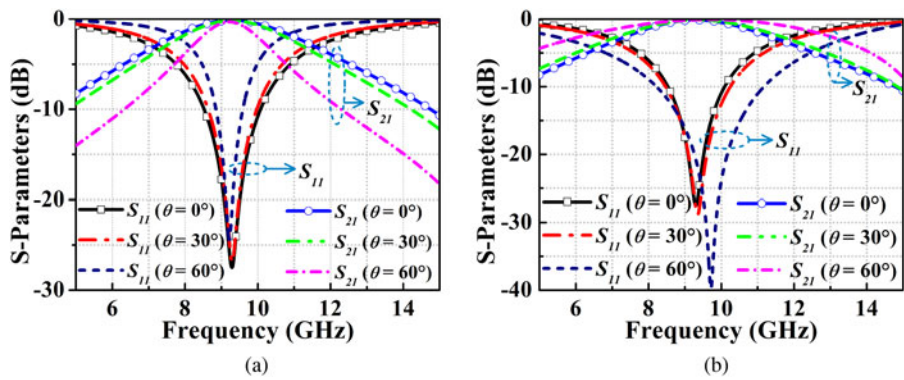 0
-10
-20
-30
S-Parameters (dB)
6 8 10 12 14
Frequency (GHz)
S21
S11
S11 (θ = 0°)
S11 (θ = 30°)
S11 (θ = 60°)
S21 (θ = 0°)
S21 (θ = 30°)
S21 (θ = 60°)
(a)
0
-10
-20
-30
-40
S-Parameters (dB)
6 8 10 12 14
Frequency (GHz)
S21
S11
S11 (θ = 0°)
S11 (θ = 30°)
S11 (θ = 60°)
S21 (θ = 0°)
S21 (θ = 30°)
S21 (θ = 60°)
(b)